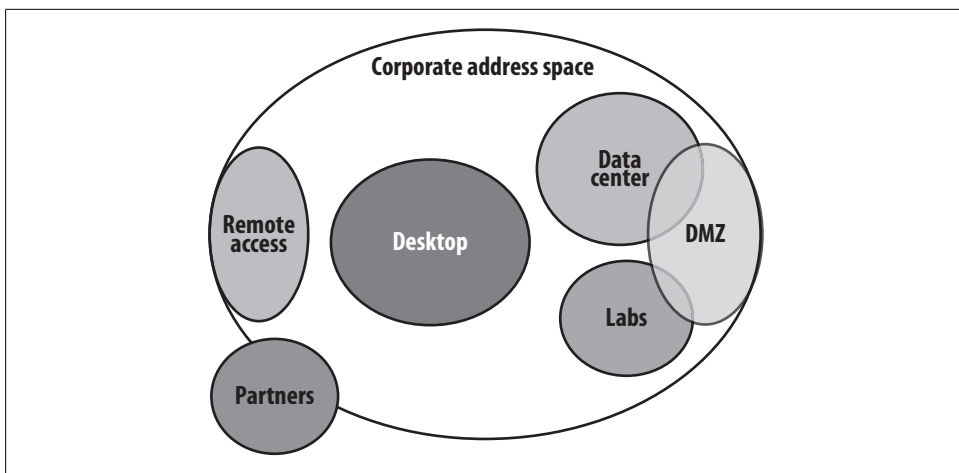 Corporate address space
Data
center
Remote
access
Desktop
DMZ
Labs
Partners